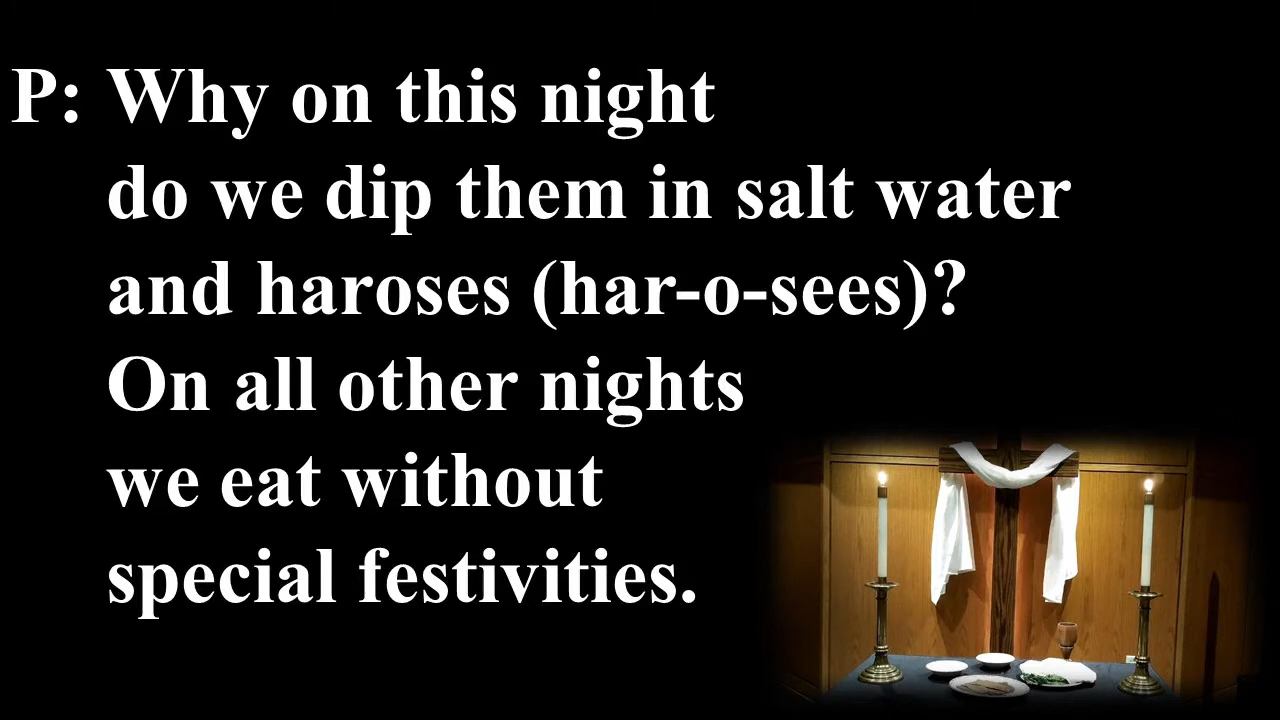 P: Why on this night
do we dip them in salt water
and haroses (har-o-sees)?
On all other nights
we eat without
special festivities.